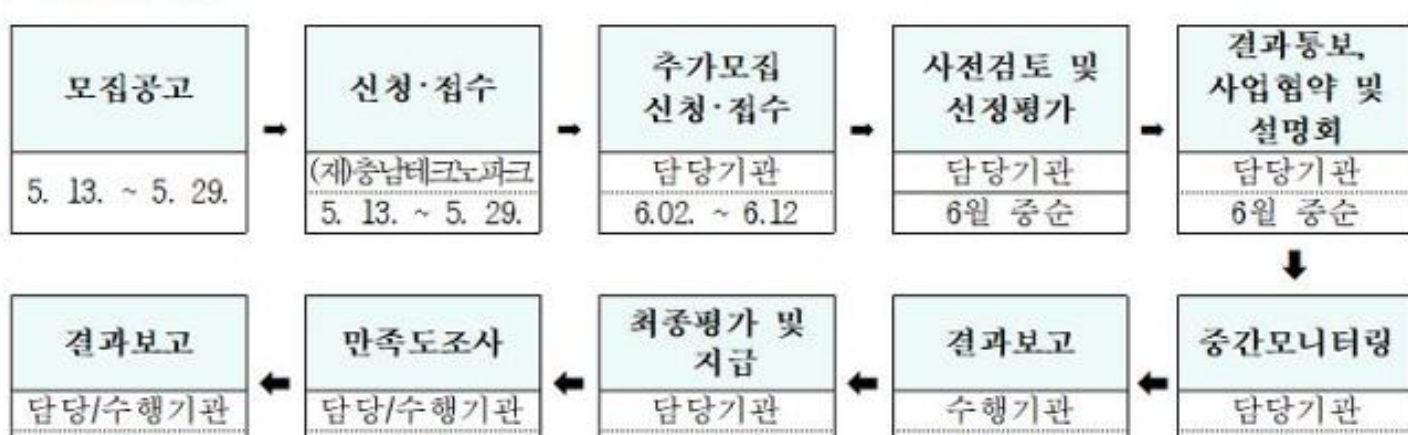 모집공고
5. 13. ~ 5. 29.
신청·접수
(재)충남테크노파크
5. 13. ~ 5. 29.
추가모집
신청·접수
담당기관
6.02. ~ 6.12
사전검토 및
선정평가
담당기관
6월 중순
결과통보,
사업협약 및
설명회
담당기관
6월 중순
중간모니터링
담당기관
결과보고
수행기관
최종평가 및
지급
담당기관
만족도조사
담당/수행기관
결과보고
담당/수행기관